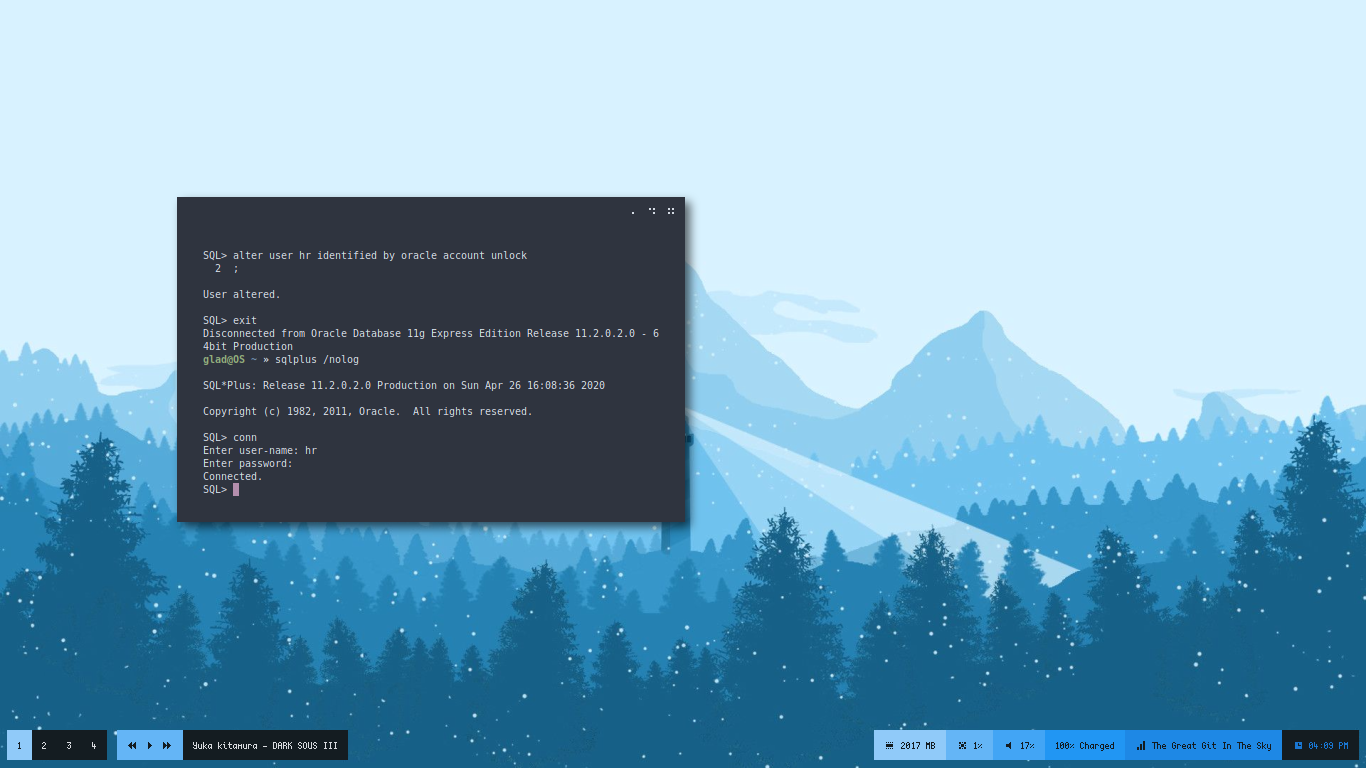 SQL> alter user hr identified by oracle account unlock
2 ;
User altered.
SQL> exit
Disconnected from Oracle Database 11g Express Edition Release 11.2.0.2.0 - 6
4bit Production
glad@OS ~ » sqlplus /nolog
SQL*Plus: Release 11.2.0.2.0 Production on Sun Apr 26 16:08:36 2020
Copyright (c) 1982, 2011, Oracle.  All rights reserved.
SQL> conn
Enter user-name: hr
Enter password:
Connected.
SQL>
1 2 3 4 Yuka kitamura - DARK SOUS III 2017 MB 1% 17% 100% Charged The Great Git In The Sky 04:09 PM